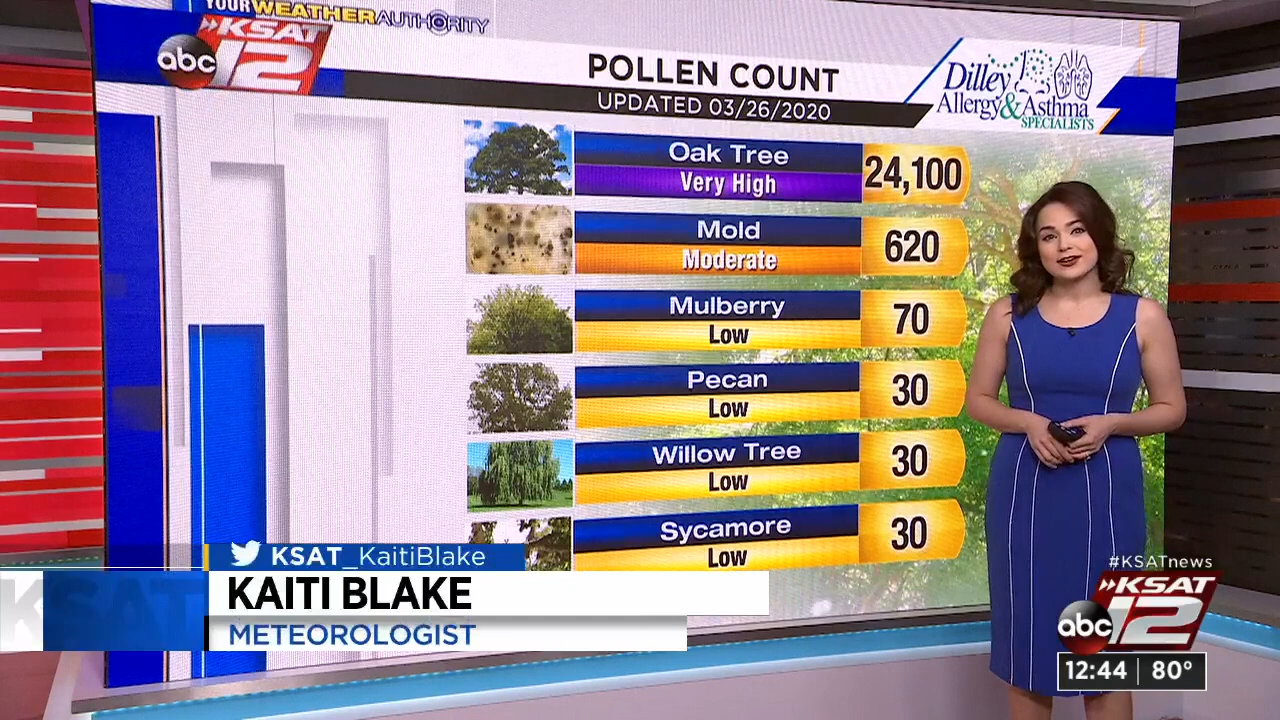 YOUR WEATHER AUTHORITY
abc KSAT 12
POLLEN COUNT
UPDATED 03/26/2020
Dilley
Allergy & Asthma
SPECIALISTS
Oak Tree
Very High
24,100
Mold
Moderate
620
Mulberry
Low
70
Pecan
Low
30
Willow Tree
Low
30
Sycamore
Low
30
KSAT_KaitiBlake
KAITI BLAKE
METEOROLOGIST
#KSATnews
KSAT
abc 12
12:44 80°